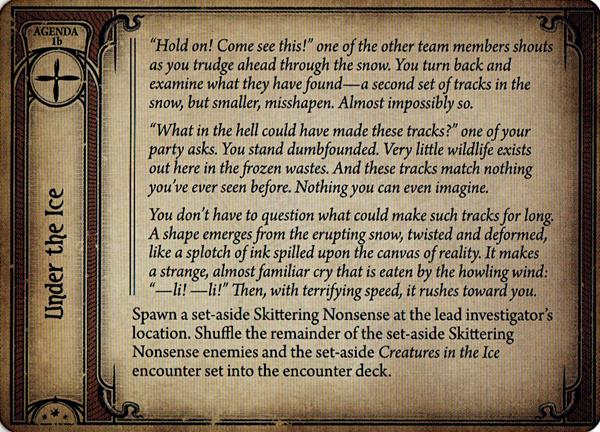 AGENDA
1b
Under the Ice
“Hold on! Come see this!” one of the other team members shouts
as you trudge ahead through the snow. You turn back and
examine what they have found—a second set of tracks in the
snow, but smaller, misshapen. Almost impossibly so.
“What in the hell could have made these tracks?” one of your
party asks. You stand dumbfounded. Very little wildlife exists
out here in the frozen wastes. And these tracks match nothing
you’ve ever seen before. Nothing you can even imagine.
You don’t have to question what could make such tracks for long.
A shape emerges from the erupting snow, twisted and deformed,
like a splotch of ink spilled upon the canvas of reality. It makes
a strange, almost familiar cry that is eaten by the howling wind:
“—li! —li!” Then, with terrifying speed, it rushes toward you.
Spawn a set-aside Skittering Nonsense at the lead investigator’s
location. Shuffle the remainder of the set-aside Skittering
Nonsense enemies and the set-aside Creatures in the Ice
encounter set into the encounter deck.